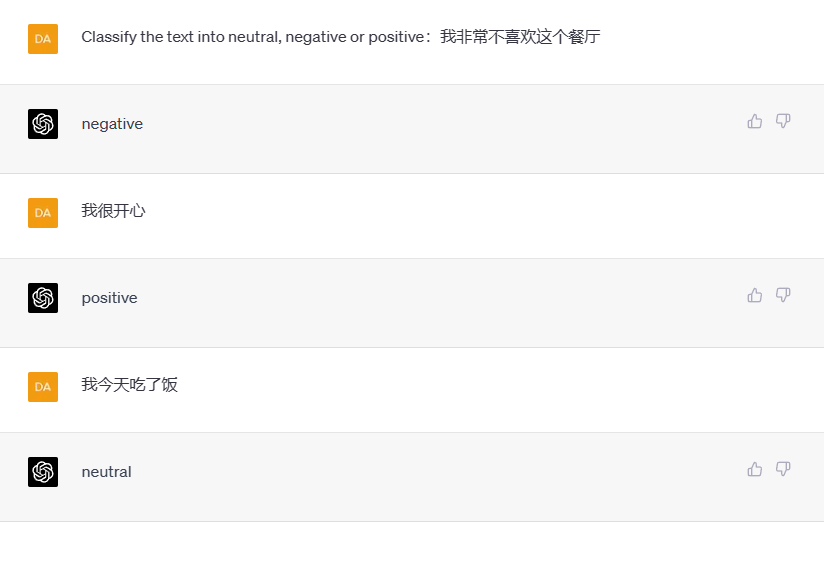 DA
Classify the text into neutral, negative or positive：我非常不喜欢这个餐厅
negative
DA
我很开心
positive
DA
我今天吃了饭
neutral